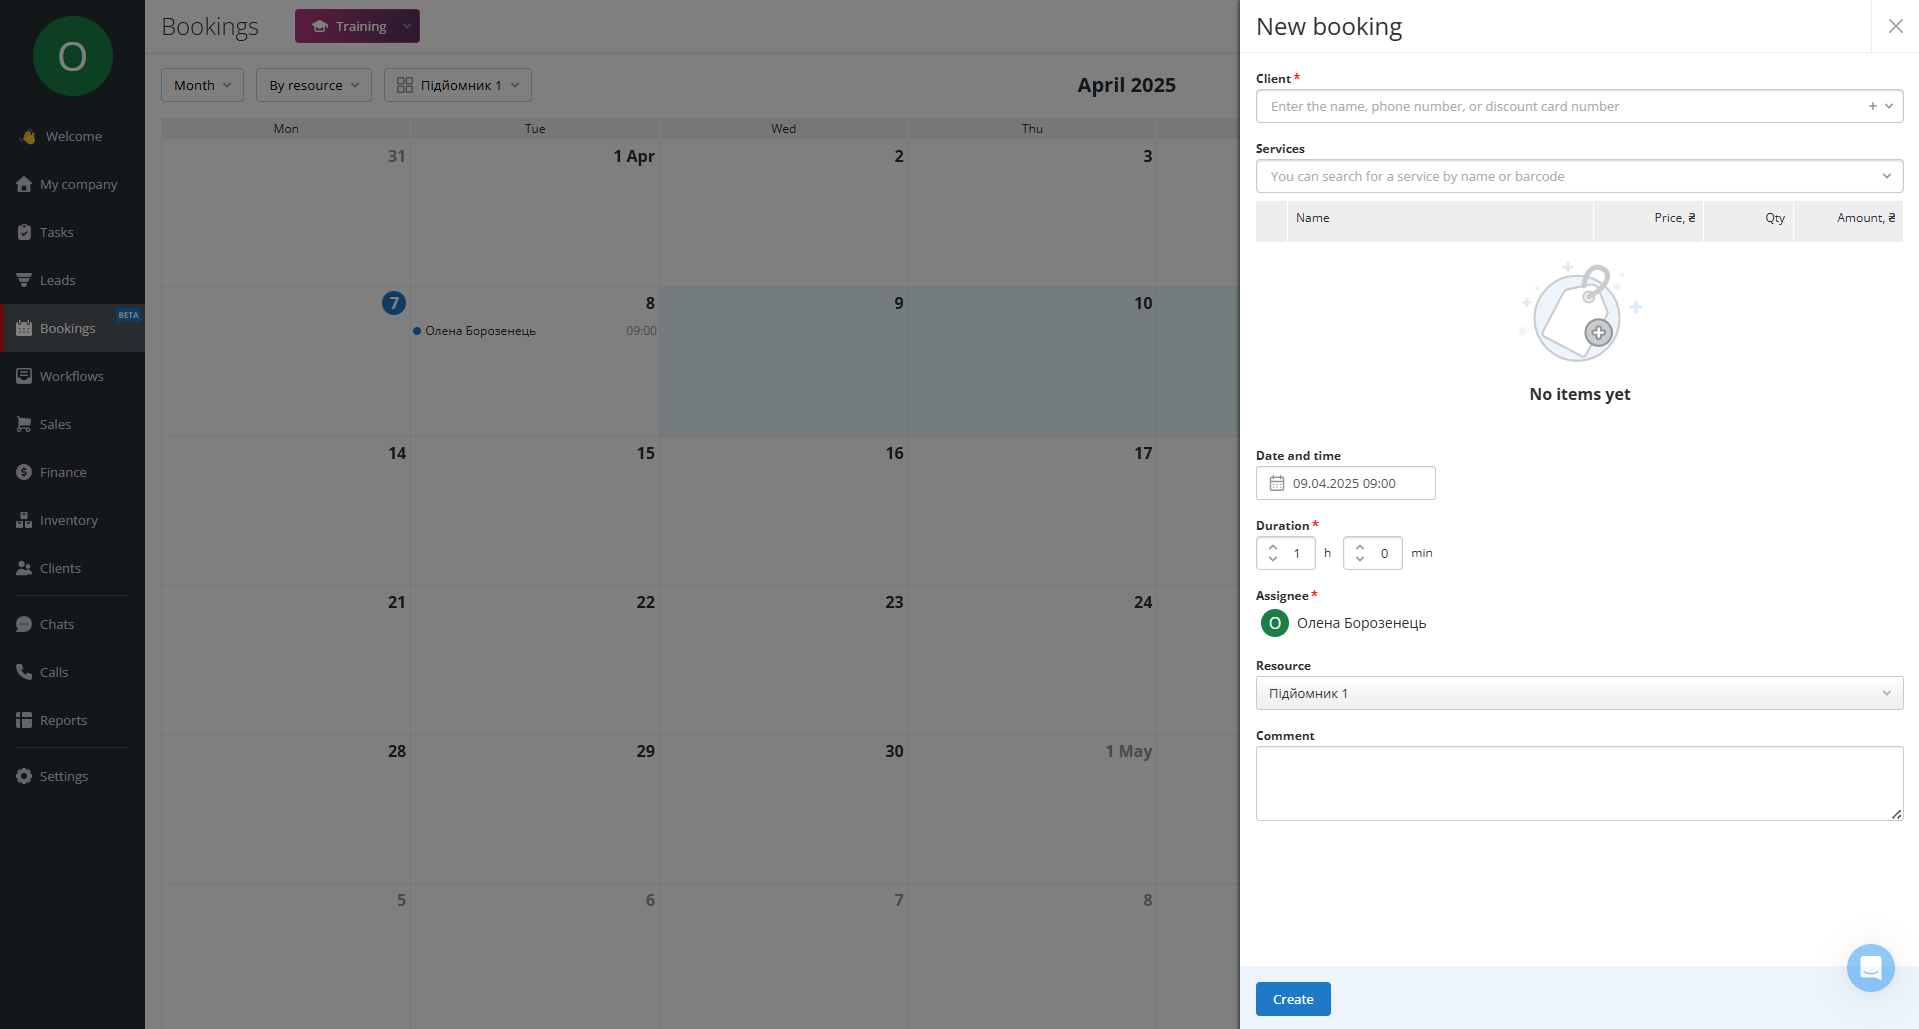 O
Welcome
My company
Tasks
Leads
Bookings BETA
Workflows
Sales
Finance
Inventory
Clients
Chats
Calls
Reports
Settings
Bookings
Training
Month
By resource
Підйомник 1
April 2025
Mon Tue Wed Thu
31 1 Apr 2 3
7 8 9 10
Олена Борозенець 09:00
14 15 16 17
21 22 23 24
28 29 30 1 May
5 6 7 8
New booking
Client *
Enter the name, phone number, or discount card number
Services
You can search for a service by name or barcode
Name Price, ₴ Qty Amount, ₴
No items yet
Date and time
09.04.2025 09:00
Duration *
1 h 0 min
Assignee *
O Олена Борозенець
Resource
Підйомник 1
Comment
Create